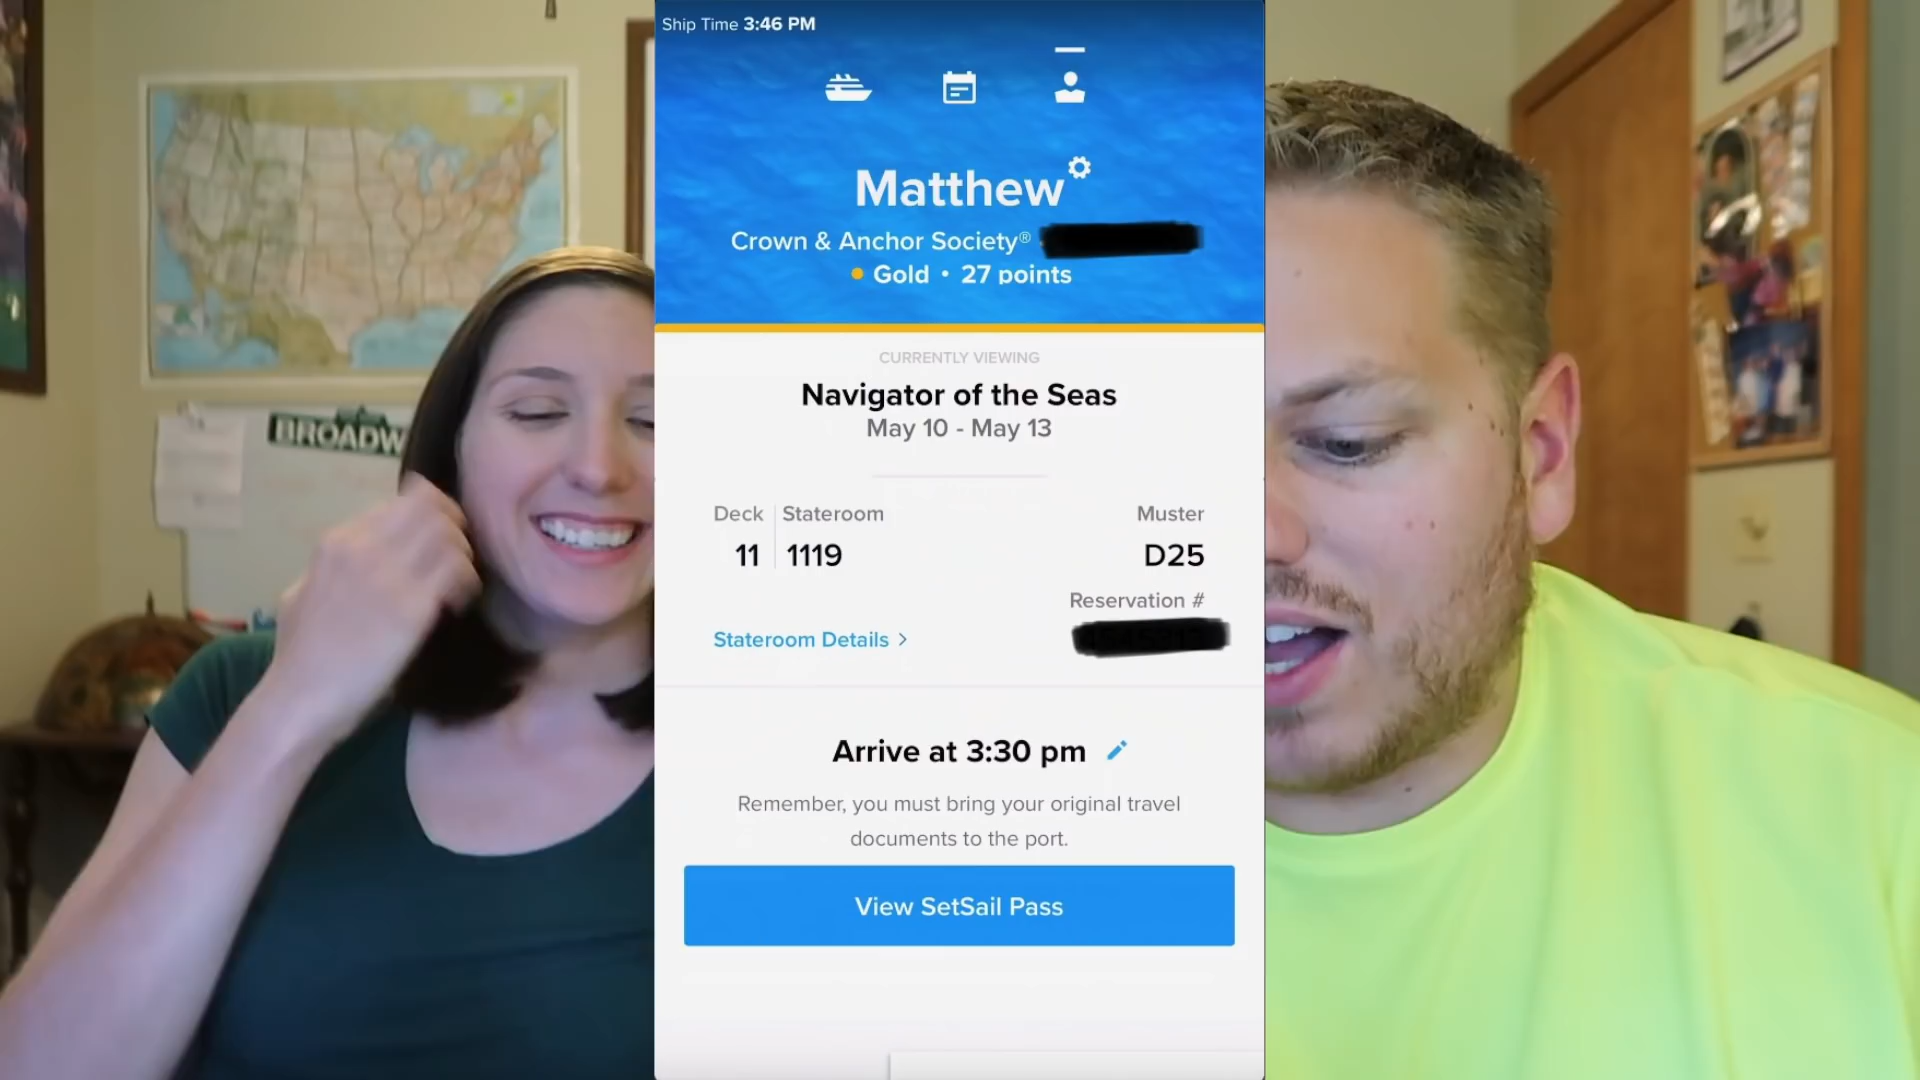 Ship Time 3:46 PM
Matthew
Crown & Anchor Society®
Gold • 27 points
CURRENTLY VIEWING
Navigator of the Seas
May 10 - May 13
Deck
Stateroom
Muster
11
1119
D25
Reservation #
Stateroom Details >
Arrive at 3:30 pm
Remember, you must bring your original travel
documents to the port.
View SetSail Pass
BROADW